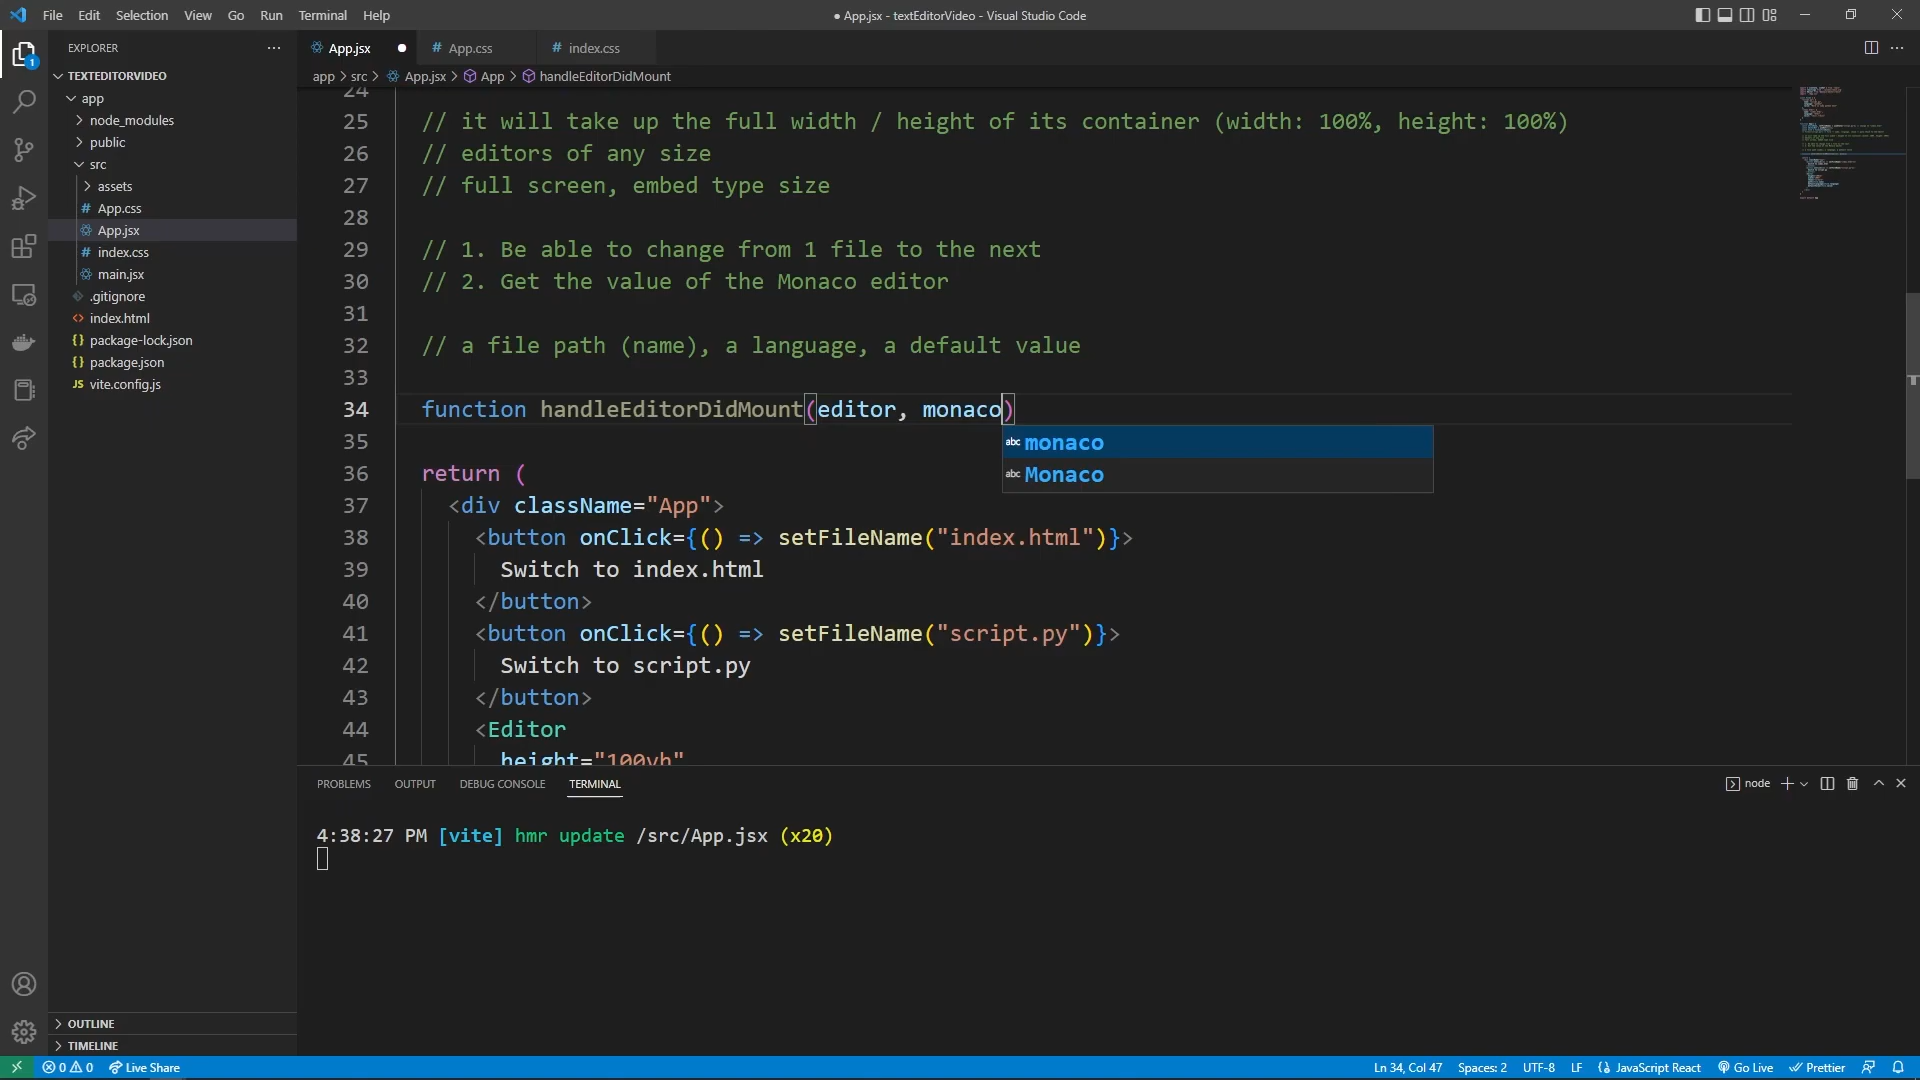 File Edit Selection View Go Run Terminal Help
● App.jsx - textEditorVideo - Visual Studio Code
EXPLORER
1
TEXTEDITORVIDEO
app
node_modules
public
src
assets
# App.css
App.jsx
# index.css
main.jsx
.gitignore
<> index.html
{} package-lock.json
{} package.json
JS vite.config.js
OUTLINE
TIMELINE
App.jsx
# App.css
# index.css
app > src > App.jsx > App > handleEditorDidMount
24
25 // it will take up the full width / height of its container (width: 100%, height: 100%)
26 // editors of any size
27 // full screen, embed type size
28
29 // 1. Be able to change from 1 file to the next
30 // 2. Get the value of the Monaco editor
31
32 // a file path (name), a language, a default value
33
34 function handleEditorDidMount(editor, monaco)
abc monaco
abc Monaco
35
36 return (
37 <div className="App">
38 <button onClick={() => setFileName("index.html")}>
39 Switch to index.html
40 </button>
41 <button onClick={() => setFileName("script.py")}>
42 Switch to script.py
43 </button>
44 <Editor
45 height="100vh"
PROBLEMS OUTPUT DEBUG CONSOLE TERMINAL
node
4:38:27 PM [vite] hmr update /src/App.jsx (x20)
0 0 Live Share
Ln 34, Col 47 Spaces: 2 UTF-8 LF JavaScript React Go Live Prettier